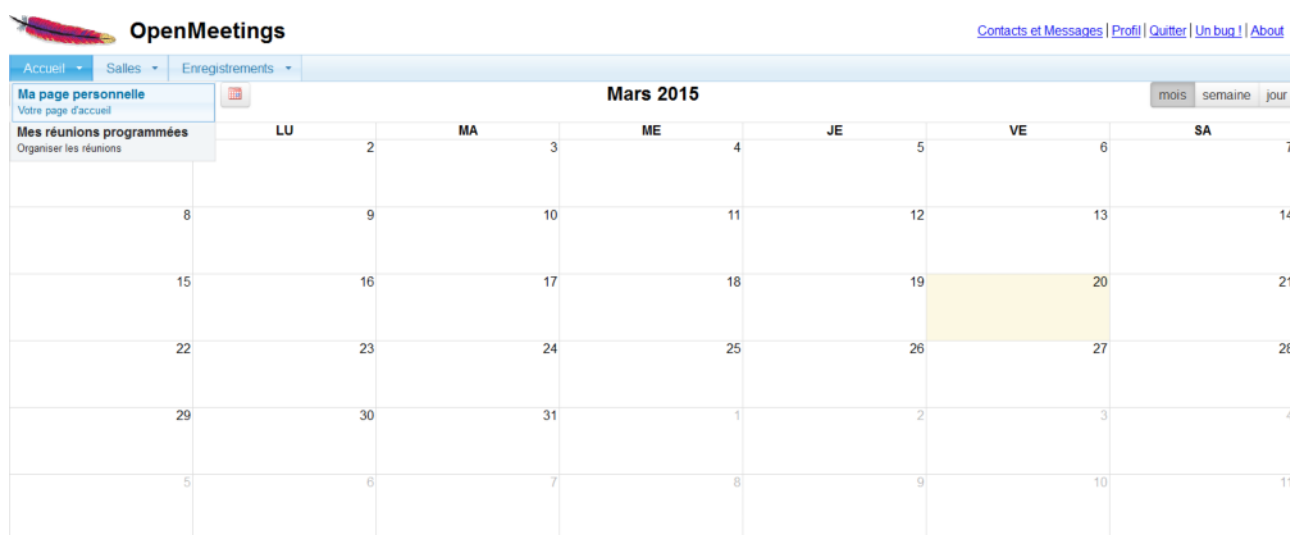 OpenMeetings
Contacts et Messages | Profil | Quitter | Un bug ! | About
Accueil Salles Enregistrements
Ma page personnelle
Votre page d'accueil
Mars 2015
mois semaine jour
Mes réunions programmées
Organiser les réunions
LU MA ME JE VE SA
2 3 4 5 6 7
8 9 10 11 12 13 14
15 16 17 18 19 20 21
22 23 24 25 26 27 28
29 30 31 1 2 3 4
5 6 7 8 9 10 11